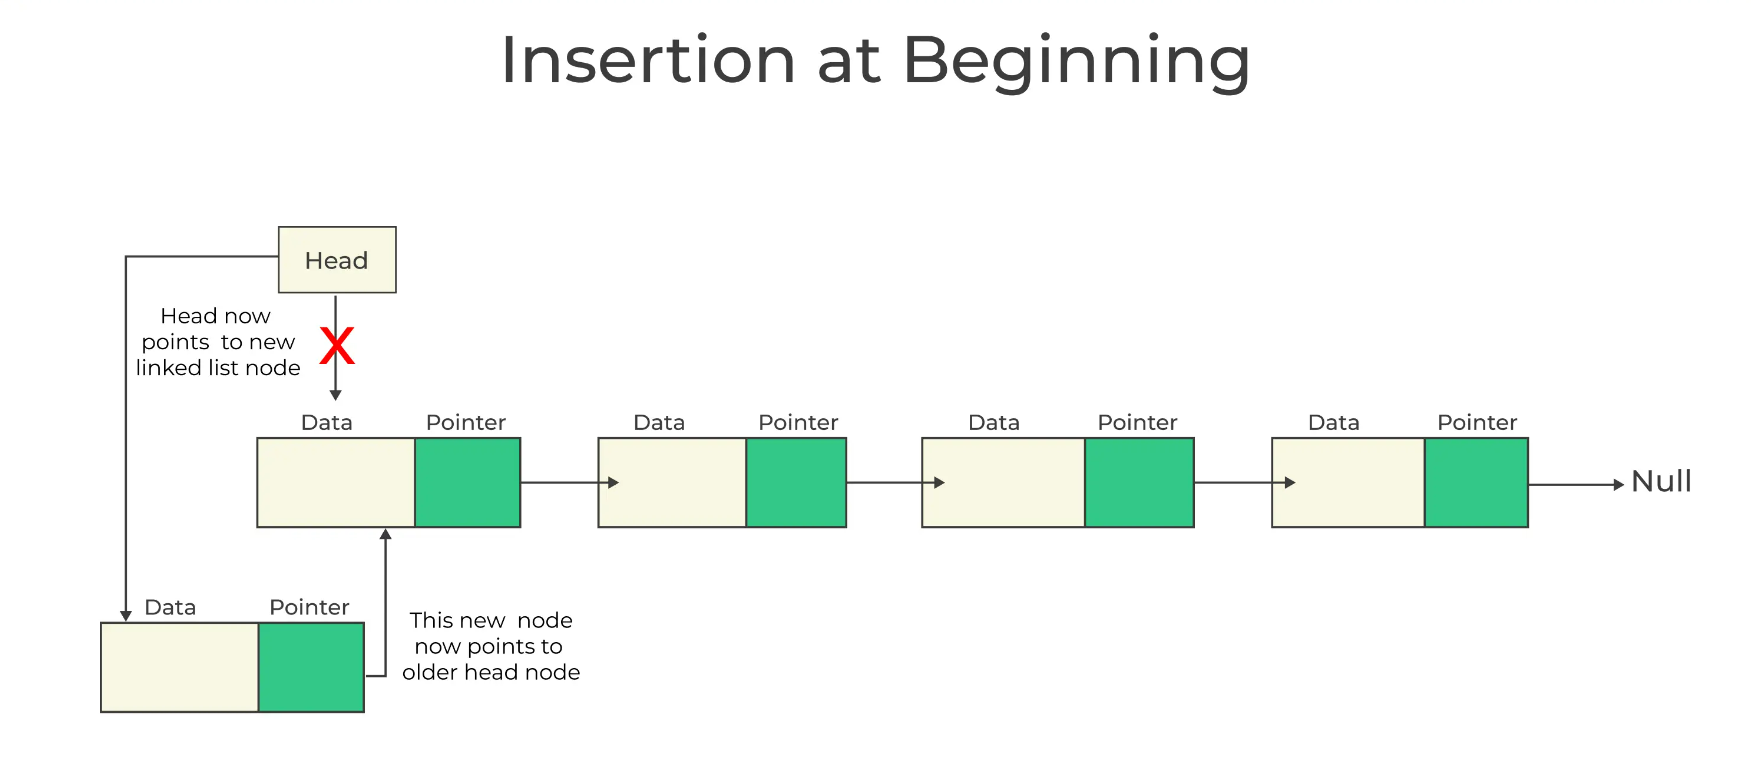 Insertion at Beginning
Head
Head now
points to new
linked list node
X
Data Pointer Data Pointer Data Pointer Data Pointer
Null
Data Pointer
This new node
now points to
older head node